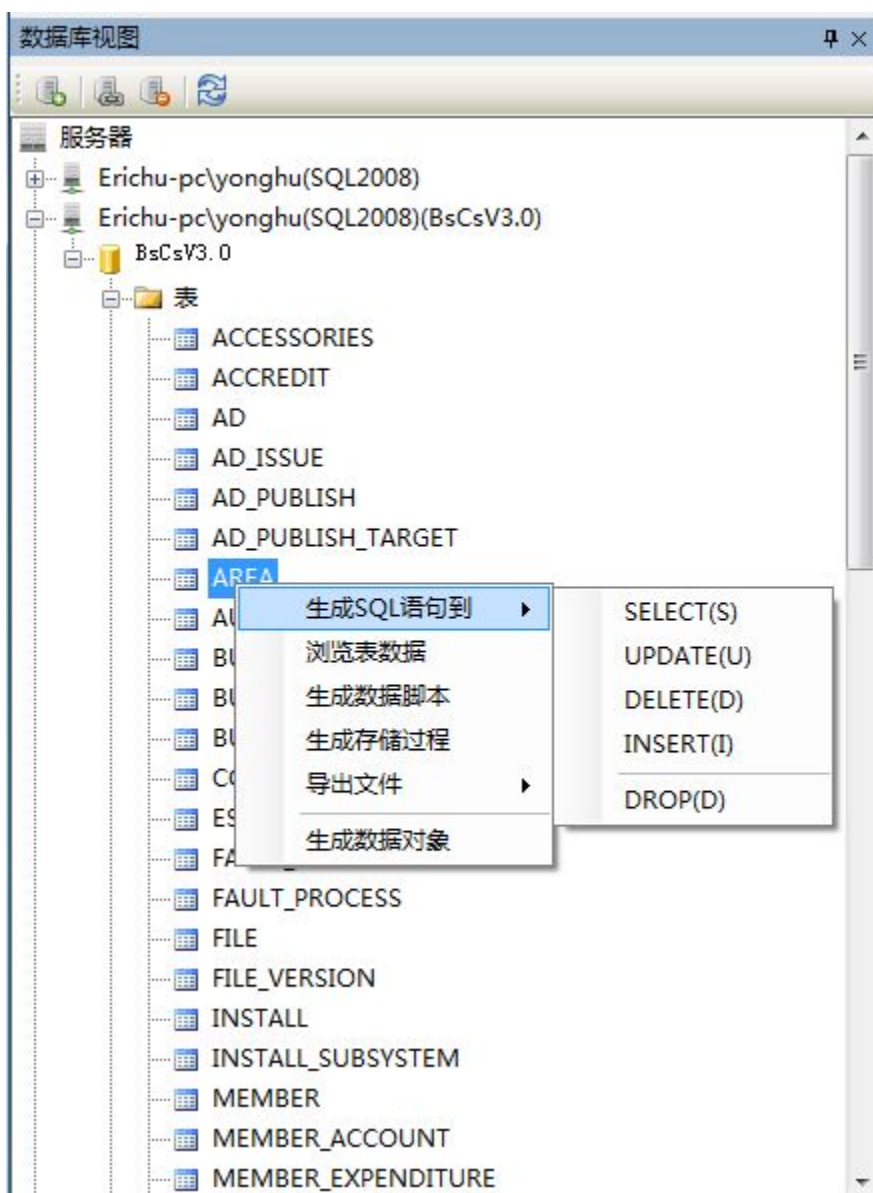 数据库视图
服务器
Erichu-pc\yonghu(SQL2008)
Erichu-pc\yonghu(SQL2008)(BsCsV3.0)
BsCsV3.0
表
ACCESSORIES
ACCREDIT
AD
AD_ISSUE
AD_PUBLISH
AD_PUBLISH_TARGET
AREA
生成SQL语句到
浏览表数据
生成数据脚本
生成存储过程
导出文件
生成数据对象
SELECT(S)
UPDATE(U)
DELETE(D)
INSERT(I)
DROP(D)
FAULT_PROCESS
FILE
FILE_VERSION
INSTALL
INSTALL_SUBSYSTEM
MEMBER
MEMBER_ACCOUNT
MEMBER_EXPENDITURE